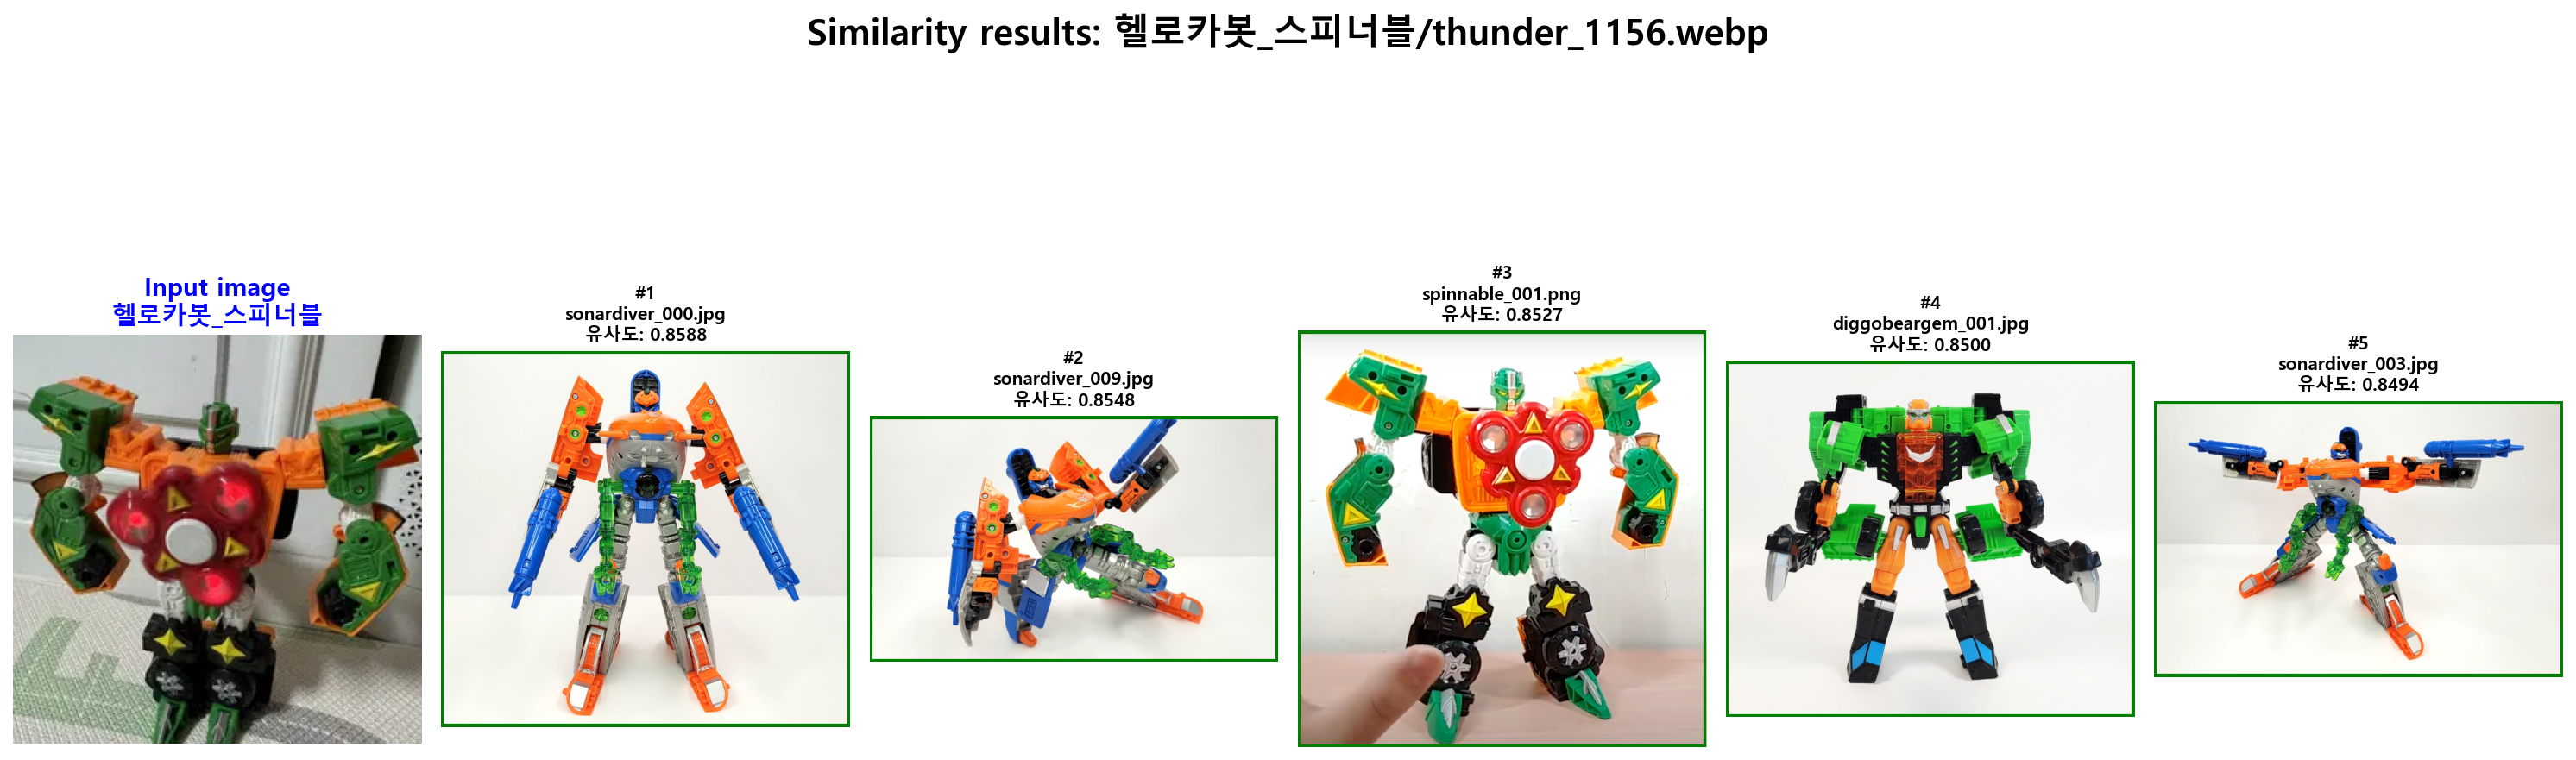 Similarity results: 헬로카봇_스피너블/thunder_1156.webp
Input image
헬로카봇_스피너블
#1
sonardiver_000.jpg
유사도: 0.8588
#2
sonardiver_009.jpg
유사도: 0.8548
#3
spinnable_001.png
유사도: 0.8527
#4
diggobeargem_001.jpg
유사도: 0.8500
#5
sonardiver_003.jpg
유사도: 0.8494